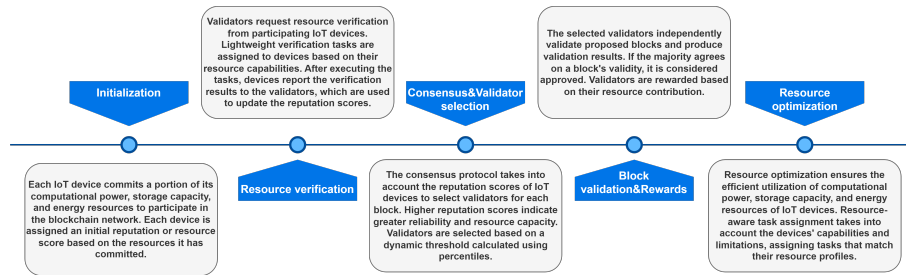 Initialization
Each IoT device commits a portion of its
computational power, storage capacity,
and energy resources to participate in
the blockchain network. Each device is
assigned an initial reputation or resource
score based on the resources it has
committed.
Validators request resource verification
from participating IoT devices.
Lightweight verification tasks are
assigned to devices based on their
resource capabilities. After executing the
tasks, devices report the verification
results to the validators, which are used
to update the reputation scores.
Resource verification
Consensus&Validator
selection
The consensus protocol takes into
account the reputation scores of IoT
devices to select validators for each
block. Higher reputation scores indicate
greater reliability and resource capacity.
Validators are selected based on a
dynamic threshold calculated using
percentiles.
The selected validators independently
validate proposed blocks and produce
validation results. If the majority agrees
on a block's validity, it is considered
approved. Validators are rewarded based
on their resource contribution.
Block
validation&Rewards
Resource
optimization
Resource optimization ensures the
efficient utilization of computational
power, storage capacity, and energy
resources of IoT devices. Resource-
aware task assignment takes into
account the devices' capabilities and
limitations, assigning tasks that match
their resource profiles.